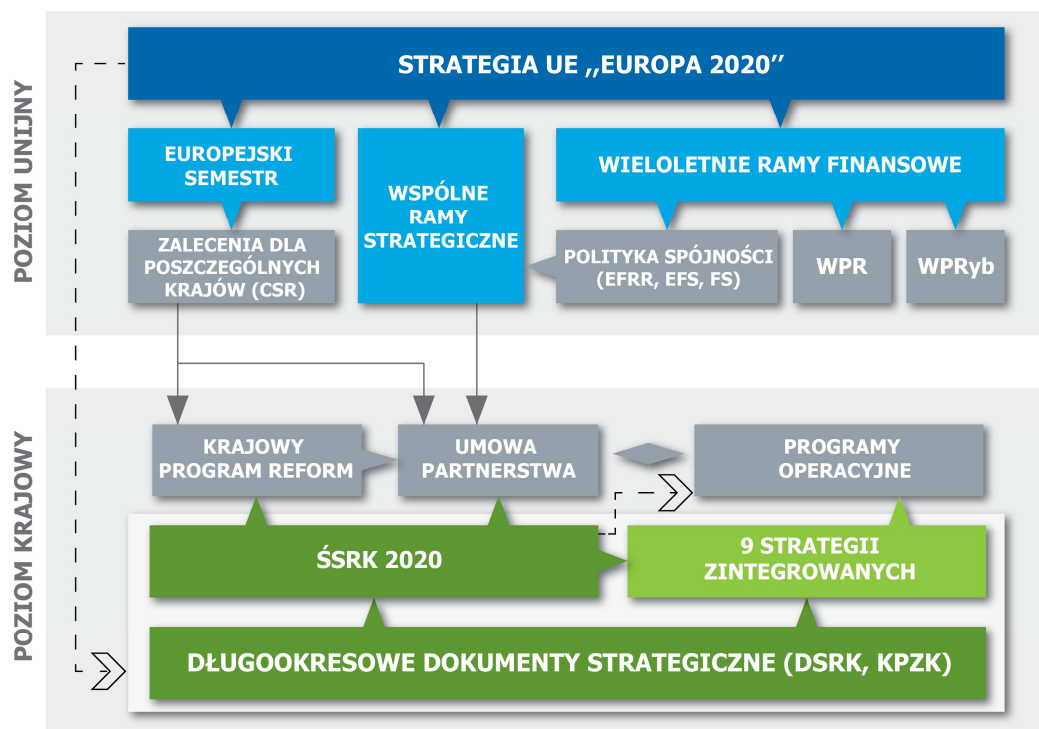 POZIOM UNIJNY
STRATEGIA UE ,,EUROPA 2020”
EUROPEJSKI
SEMESTR
WSPÓLNE
RAMY
STRATEGICZNE
WIELOLETNIE RAMY FINANSOWE
ZALECENIA DLA
POSZCZEGÓLNYCH
KRAJÓW (CSR)
POLITYKA SPÓJNOŚCI
(EFRR, EFS, FS)
WPR
WPRyb
POZIOM KRAJOWY
KRAJOWY
PROGRAM REFORM
UMOWA
PARTNERSTWA
PROGRAMY
OPERACYJNE
ŚSRK 2020
9 STRATEGII
ZINTEGROWANYCH
DŁUGOOKRESOWE DOKUMENTY STRATEGICZNE (DSRK, KPZK)